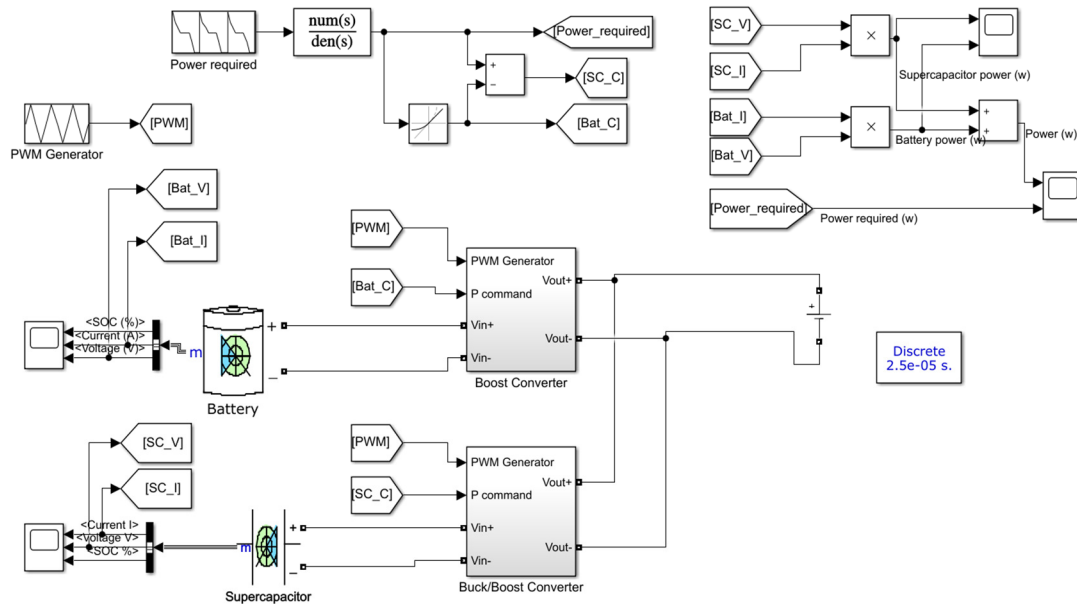 Power required
num(s)
den(s)
[Power_required]
+
−
[SC_C]
[Bat_C]
PWM Generator
[PWM]
[SC_V]
[SC_I]
×
Supercapacitor power (w)
[Bat_I]
[Bat_V]
×
Battery power (w)
+
+
Power (w)
[Power_required]
Power required (w)
[Bat_V]
[Bat_I]
<SOC (%)>
<Current (A)>
<Voltage (V)>
m
+
−
Battery
[PWM]
[Bat_C]
PWM Generator
P command
Vin+
Vin-
Vout+
Vout-
Boost Converter
+
Discrete
2.5e-05 s.
[SC_V]
[SC_I]
<Current I>
<Voltage V>
<SOC %>
m
+
−
Supercapacitor
[PWM]
[SC_C]
PWM Generator
P command
Vin+
Vin-
Vout+
Vout-
Buck/Boost Converter